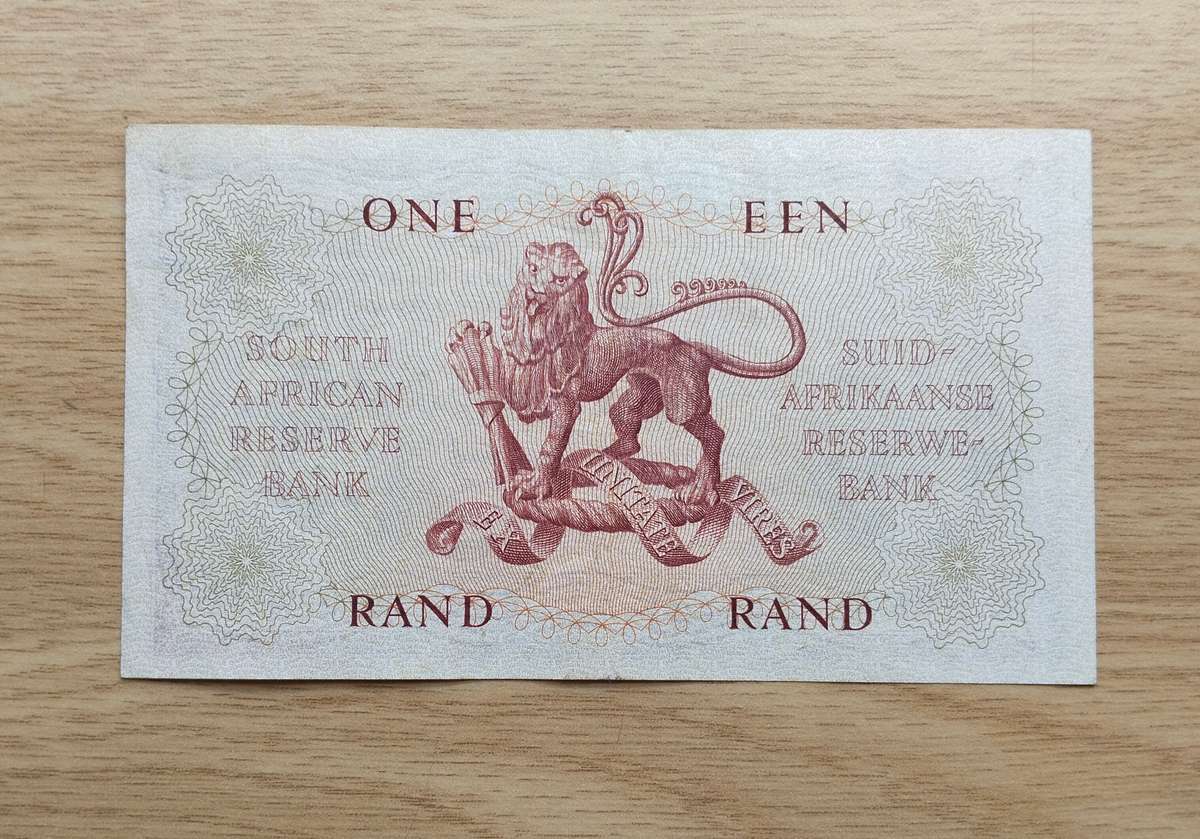 ONE EEN
SOUTH
AFRICAN
RESERVE
BANK
SUID-
AFRIKAANSE
RESERWE-
BANK
EX UNITATE VIRES
RAND RAND